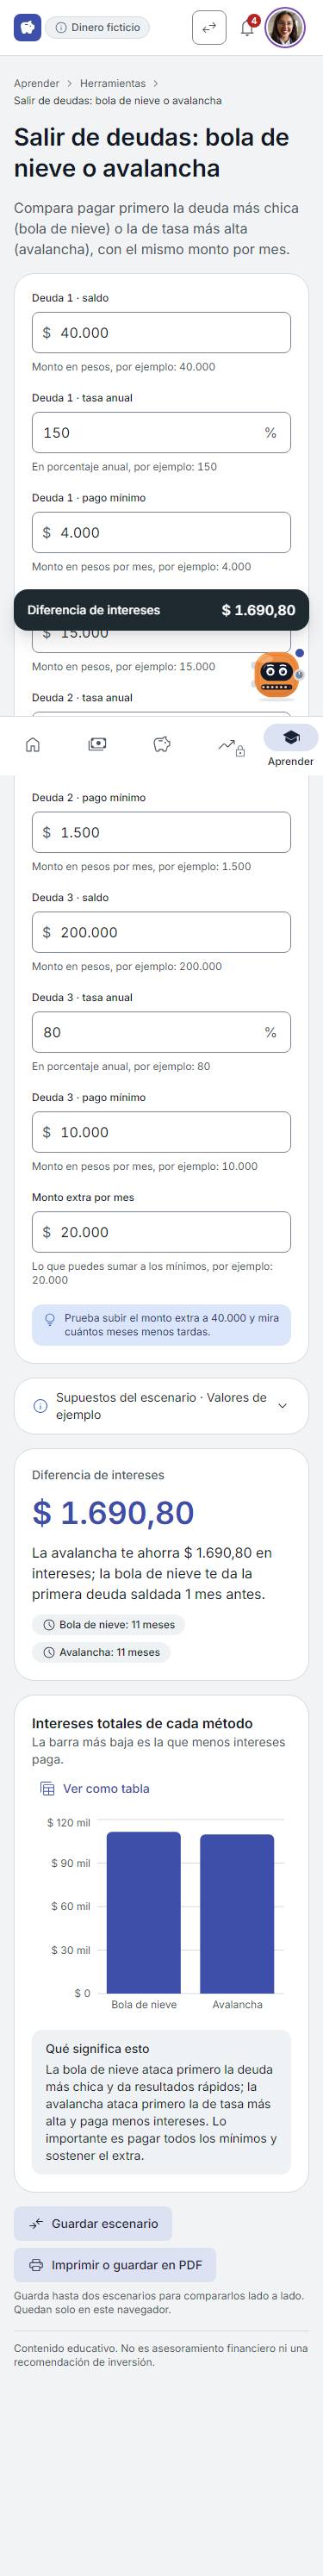 Dinero ficticio
4
Aprender
Herramientas
Salir de deudas: bola de nieve o avalancha
Salir de deudas: bola de
nieve o avalancha
Compara pagar primero la deuda más chica
(bola de nieve) o la de tasa más alta
(avalancha), con el mismo monto por mes.
Deuda 1 · saldo
$ 40.000
Monto en pesos, por ejemplo: 40.000
Deuda 1 · tasa anual
150 %
En porcentaje anual, por ejemplo: 150
Deuda 1 · pago mínimo
$ 4.000
Monto en pesos por mes, por ejemplo: 4.000
Diferencia de intereses $ 1.690,80
$ 15.000
Monto en pesos, por ejemplo: 15.000
Deuda 2 · tasa anual
Aprender
Deuda 2 · pago mínimo
$ 1.500
Monto en pesos por mes, por ejemplo: 1.500
Deuda 3 · saldo
$ 200.000
Monto en pesos, por ejemplo: 200.000
Deuda 3 · tasa anual
80 %
En porcentaje anual, por ejemplo: 80
Deuda 3 · pago mínimo
$ 10.000
Monto en pesos por mes, por ejemplo: 10.000
Monto extra por mes
$ 20.000
Lo que puedes sumar a los mínimos, por ejemplo:
20.000
Prueba subir el monto extra a 40.000 y mira
cuántos meses menos tardas.
Supuestos del escenario · Valores de
ejemplo
Diferencia de intereses
$ 1.690,80
La avalancha te ahorra $ 1.690,80 en
intereses; la bola de nieve te da la
primera deuda saldada 1 mes antes.
Bola de nieve: 11 meses
Avalancha: 11 meses
Intereses totales de cada método
La barra más baja es la que menos intereses
paga.
Ver como tabla
$ 120 mil
$ 90 mil
$ 60 mil
$ 30 mil
$ 0
Bola de nieve
Avalancha
Qué significa esto
La bola de nieve ataca primero la deuda
más chica y da resultados rápidos; la
avalancha ataca primero la de tasa más
alta y paga menos intereses. Lo
importante es pagar todos los mínimos y
sostener el extra.
Guardar escenario
Imprimir o guardar en PDF
Guarda hasta dos escenarios para compararlos lado a lado.
Quedan solo en este navegador.
Contenido educativo. No es asesoramiento financiero ni una
recomendación de inversión.